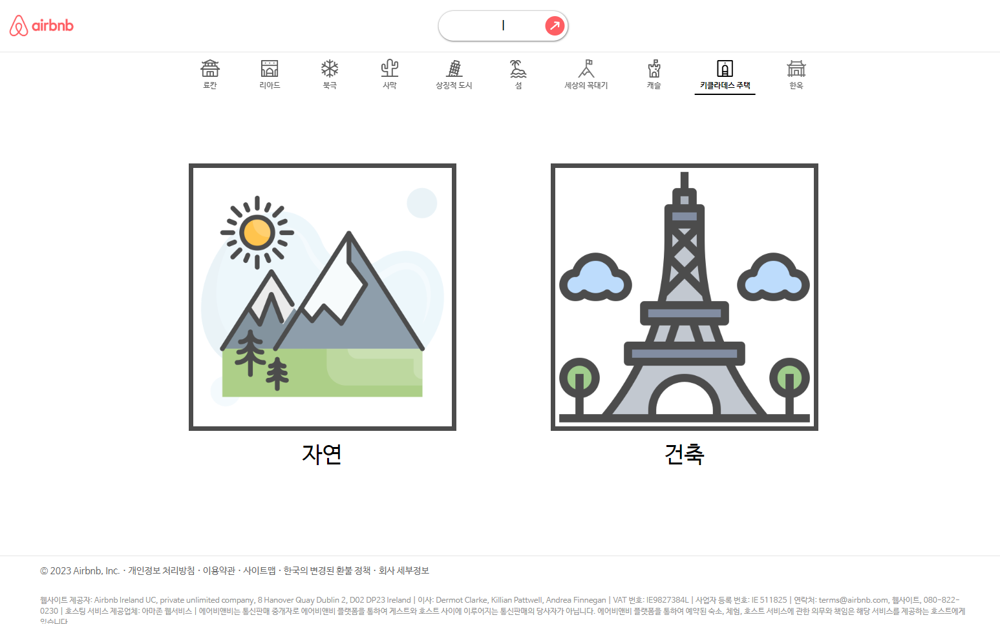 airbnb
료칸 리아드 북극 사막 상징적 도시 섬 세상의 꼭대기 캐슬 키클라데스 주택 한옥
자연 건축
© 2023 Airbnb, Inc. · 개인정보 처리방침 · 이용약관 · 사이트맵 · 한국의 변경된 환불 정책 · 회사 세부정보
웹사이트 제공자: Airbnb Ireland UC, private unlimited company, 8 Hanover Quay Dublin 2, D02 DP23 Ireland | 이사: Dermot Clarke, Killian Pattwell, Andrea Finnegan | VAT 번호: IE9827384L | 사업자 등록 번호: IE 511825 | 연락처: terms@airbnb.com, 웹사이트, 080-822-
0230 | 호스팅 서비스 제공업체: 아마존 웹서비스 | 에어비앤비는 통신판매 중개자로 에어비앤비 플랫폼을 통하여 게스트와 호스트 사이에 이루어지는 통신판매의 당사자가 아닙니다. 에어비앤비 플랫폼을 통하여 예약된 숙소, 체험, 호스트 서비스에 관한 의무와 책임은 해당 서비스를 제공하는 호스트에게
있습니다.